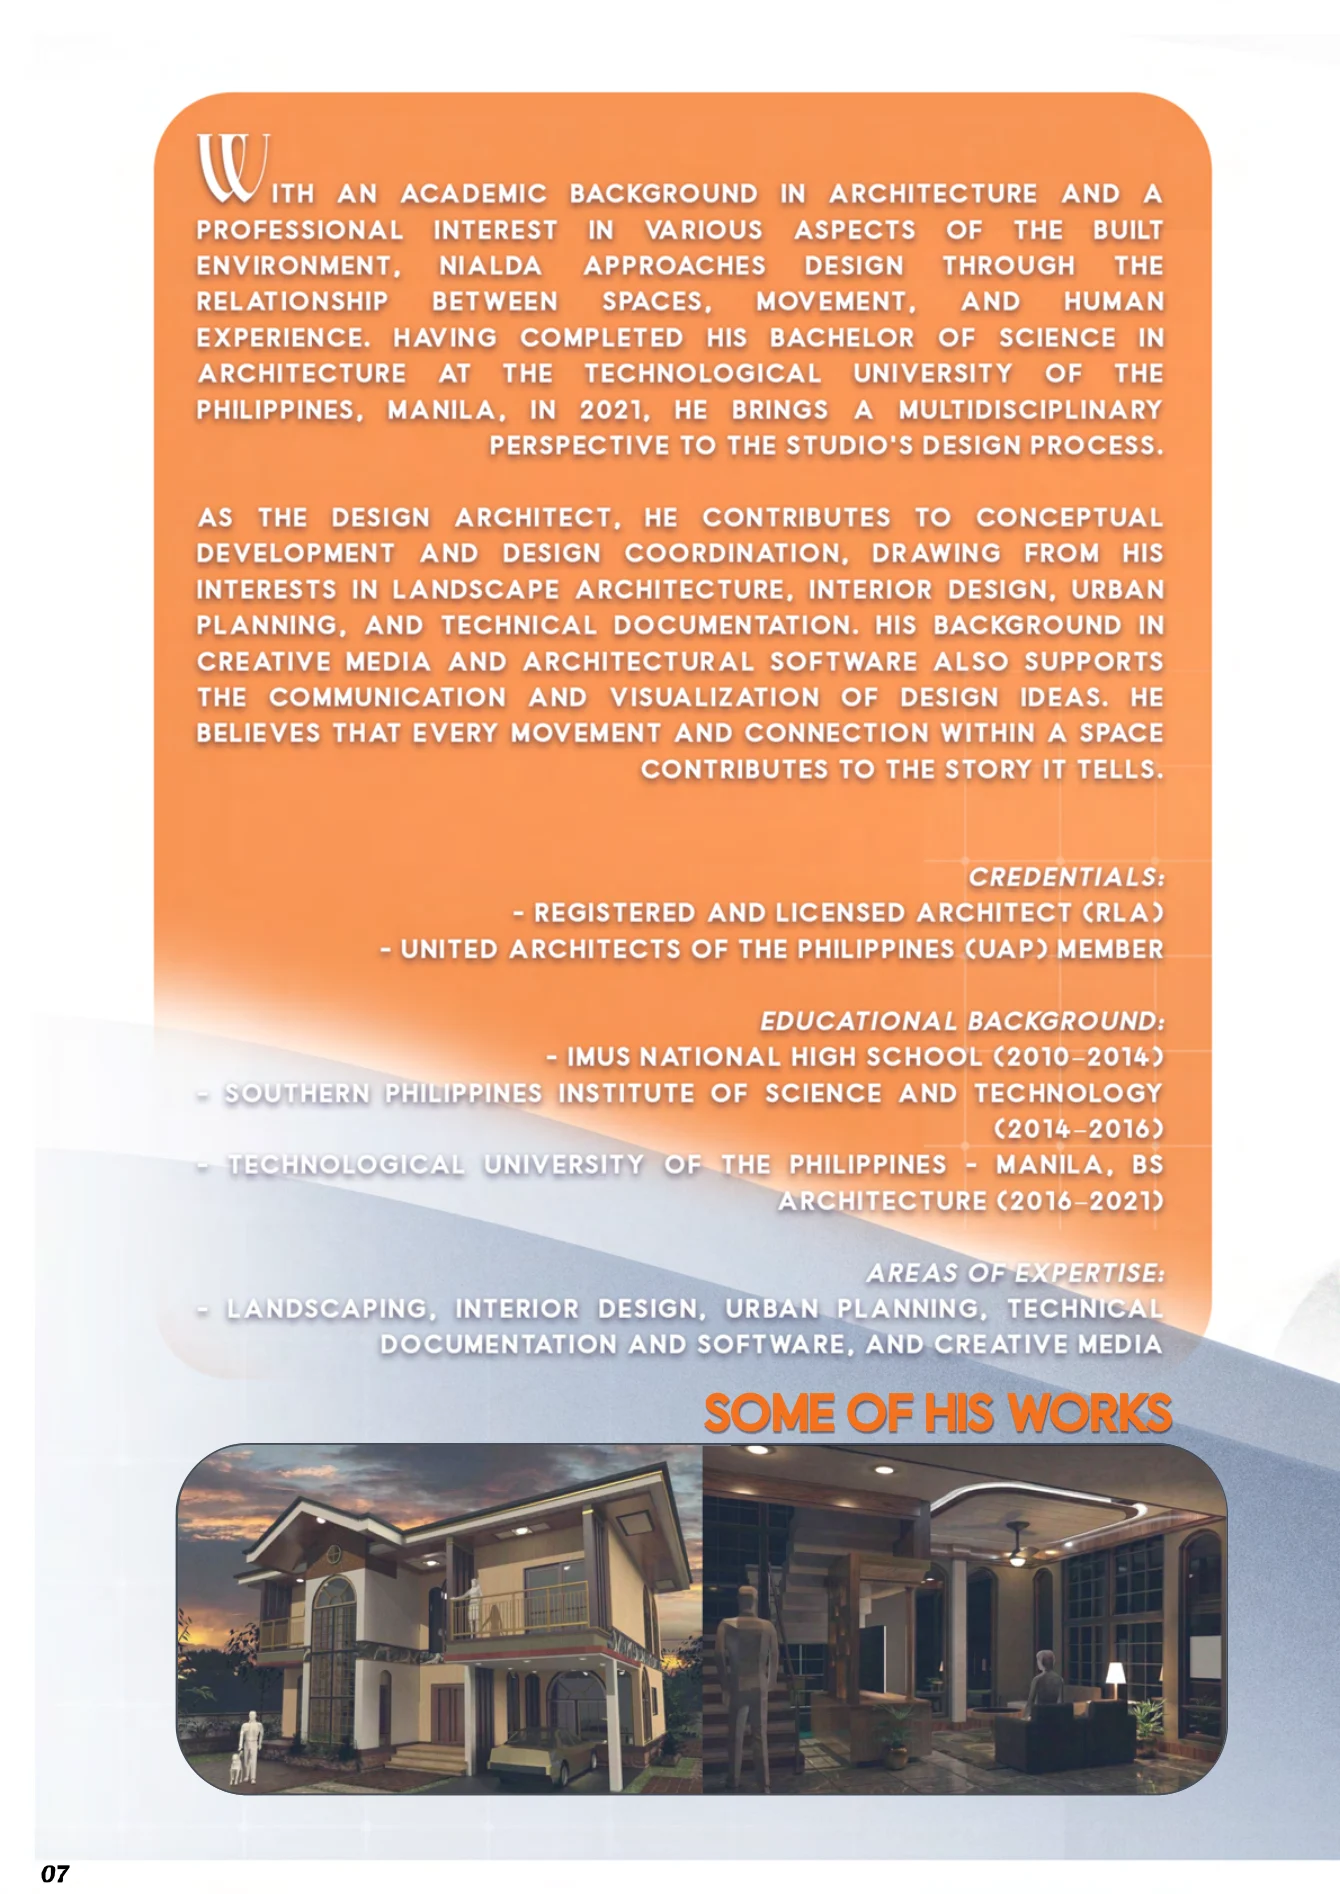 WITH AN ACADEMIC BACKGROUND IN ARCHITECTURE AND A
PROFESSIONAL INTEREST IN VARIOUS ASPECTS OF THE BUILT
ENVIRONMENT, NIALDA APPROACHES DESIGN THROUGH THE
RELATIONSHIP BETWEEN SPACES, MOVEMENT, AND HUMAN
EXPERIENCE. HAVING COMPLETED HIS BACHELOR OF SCIENCE IN
ARCHITECTURE AT THE TECHNOLOGICAL UNIVERSITY OF THE
PHILIPPINES, MANILA, IN 2021, HE BRINGS A MULTIDISCIPLINARY
PERSPECTIVE TO THE STUDIO'S DESIGN PROCESS.
AS THE DESIGN ARCHITECT, HE CONTRIBUTES TO CONCEPTUAL
DEVELOPMENT AND DESIGN COORDINATION, DRAWING FROM HIS
INTERESTS IN LANDSCAPE ARCHITECTURE, INTERIOR DESIGN, URBAN
PLANNING, AND TECHNICAL DOCUMENTATION. HIS BACKGROUND IN
CREATIVE MEDIA AND ARCHITECTURAL SOFTWARE ALSO SUPPORTS
THE COMMUNICATION AND VISUALIZATION OF DESIGN IDEAS. HE
BELIEVES THAT EVERY MOVEMENT AND CONNECTION WITHIN A SPACE
CONTRIBUTES TO THE STORY IT TELLS.
CREDENTIALS:
- REGISTERED AND LICENSED ARCHITECT (RLA)
- UNITED ARCHITECTS OF THE PHILIPPINES (UAP) MEMBER
EDUCATIONAL BACKGROUND:
- IMUS NATIONAL HIGH SCHOOL (2010–2014)
- SOUTHERN PHILIPPINES INSTITUTE OF SCIENCE AND TECHNOLOGY
(2014–2016)
- TECHNOLOGICAL UNIVERSITY OF THE PHILIPPINES - MANILA, BS
ARCHITECTURE (2016–2021)
AREAS OF EXPERTISE:
- LANDSCAPING, INTERIOR DESIGN, URBAN PLANNING, TECHNICAL
DOCUMENTATION AND SOFTWARE, AND CREATIVE MEDIA
SOME OF HIS WORKS
07